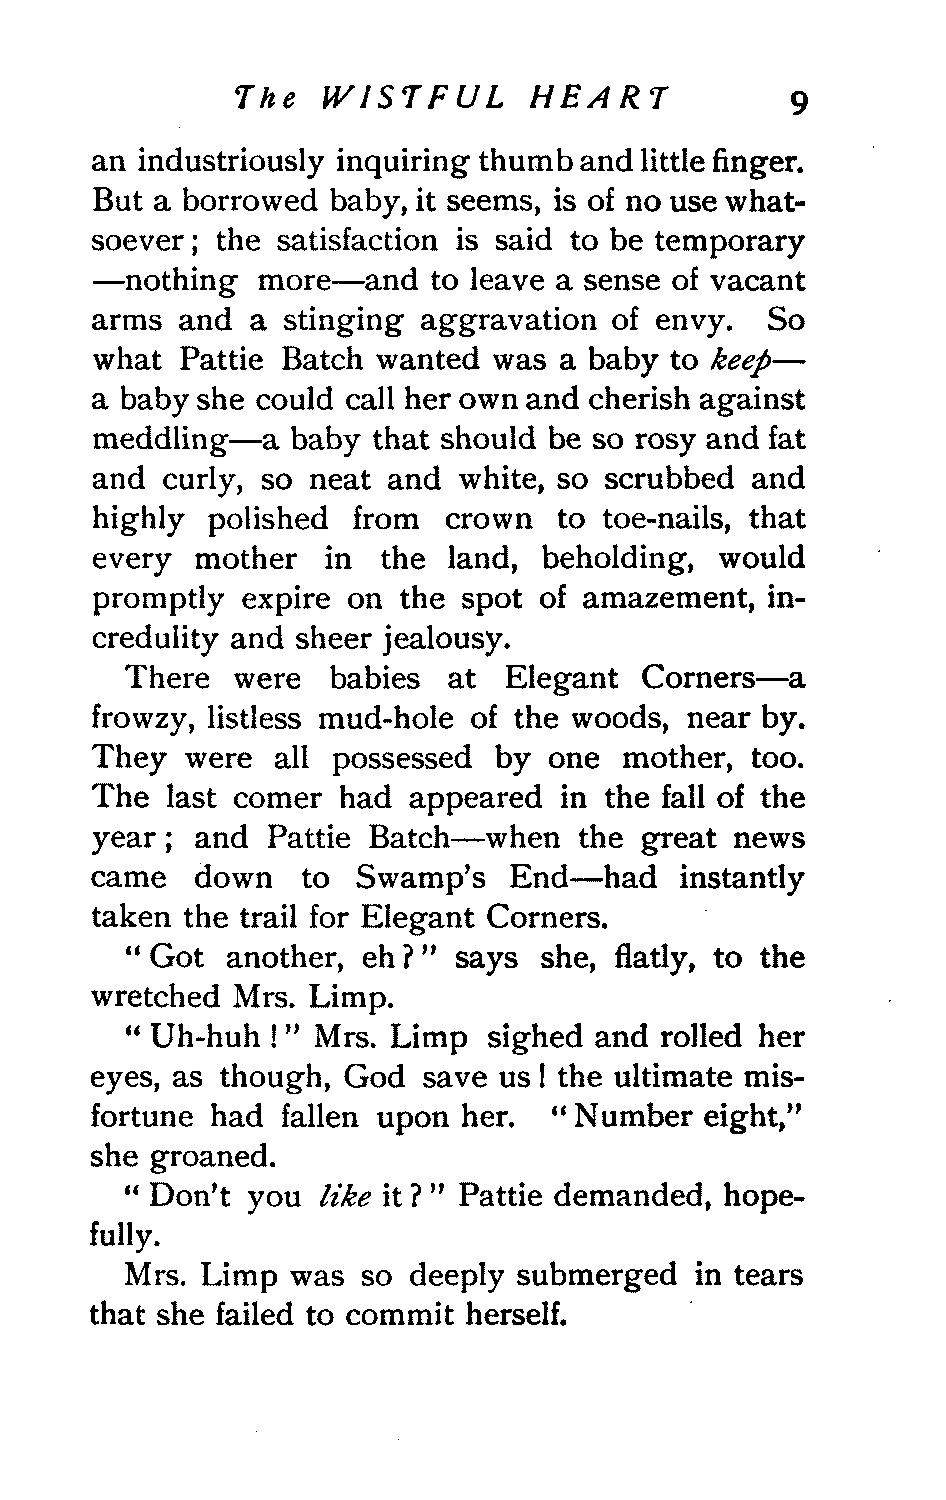 The WISTFUL HEART 9
an industriously inquiring thumb and little finger.
But a borrowed baby, it seems, is of no use what-
soever; the satisfaction is said to be temporary
—nothing more—and to leave a sense of vacant
arms and a stinging aggravation of envy. So
what Pattie Batch wanted was a baby to keep—
a baby she could call her own and cherish against
meddling—a baby that should be so rosy and fat
and curly, so neat and white, so scrubbed and
highly polished from crown to toe-nails, that
every mother in the land, beholding, would
promptly expire on the spot of amazement, in-
credulity and sheer jealousy.
There were babies at Elegant Corners—a
frowzy, listless mud-hole of the woods, near by.
They were all possessed by one mother, too.
The last comer had appeared in the fall of the
year; and Pattie Batch—when the great news
came down to Swamp's End—had instantly
taken the trail for Elegant Corners.
"Got another, eh?" says she, flatly, to the
wretched Mrs. Limp.
"Uh-huh!" Mrs. Limp sighed and rolled her
eyes, as though, God save us! the ultimate mis-
fortune had fallen upon her. "Number eight,"
she groaned.
"Don't you like it?" Pattie demanded, hope-
fully.
Mrs. Limp was so deeply submerged in tears
that she failed to commit herself.